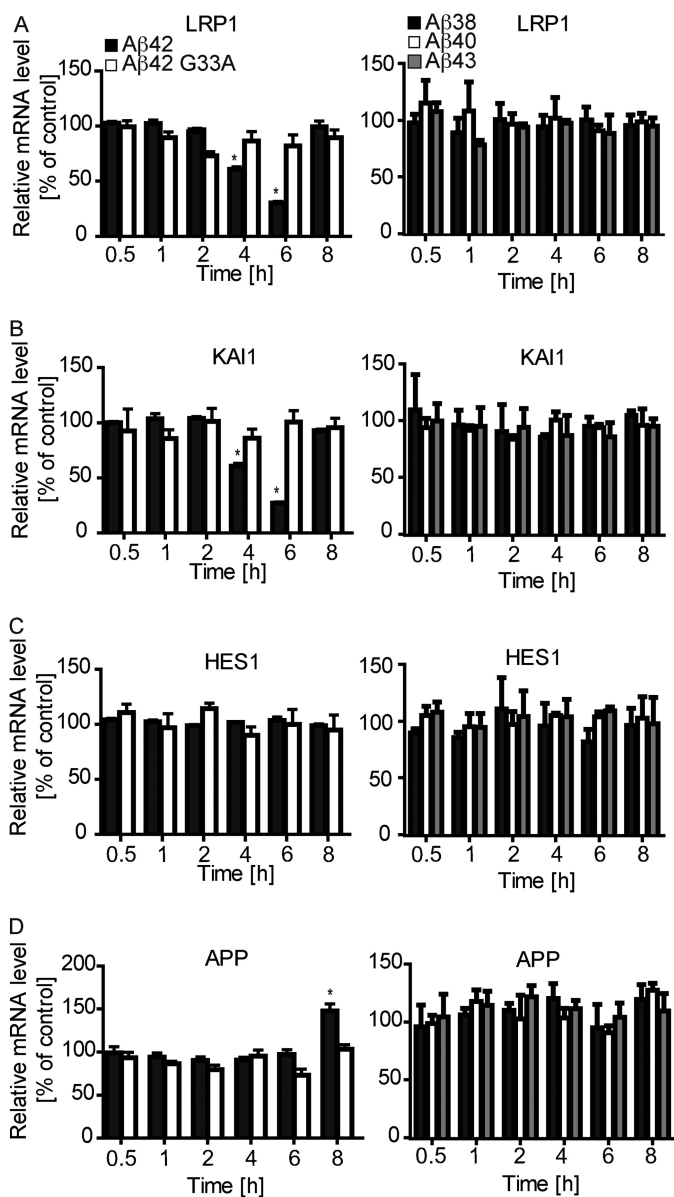 A
LRP1
Aβ42
Aβ42 G33A
Relative mRNA level
[% of control]
150
100
50
0
0.5 1 2 4 6 8
Time [h]
* *
Aβ38
Aβ40
Aβ43
LRP1
150
100
50
0
0.5 1 2 4 6 8
Time [h]
B
KAI1
Relative mRNA level
[% of control]
150
100
50
0
0.5 1 2 4 6 8
Time [h]
* *
KAI1
150
100
50
0
0.5 1 2 4 6 8
Time [h]
C
HES1
Relative mRNA level
[% of control]
150
100
50
0
0.5 1 2 4 6 8
Time [h]
HES1
150
100
50
0
0.5 1 2 4 6 8
Time [h]
D
APP
Relative mRNA level
[% of control]
200
150
100
50
0
0.5 1 2 4 6 8
Time [h]
*
APP
150
100
50
0
0.5 1 2 4 6 8
Time [h]